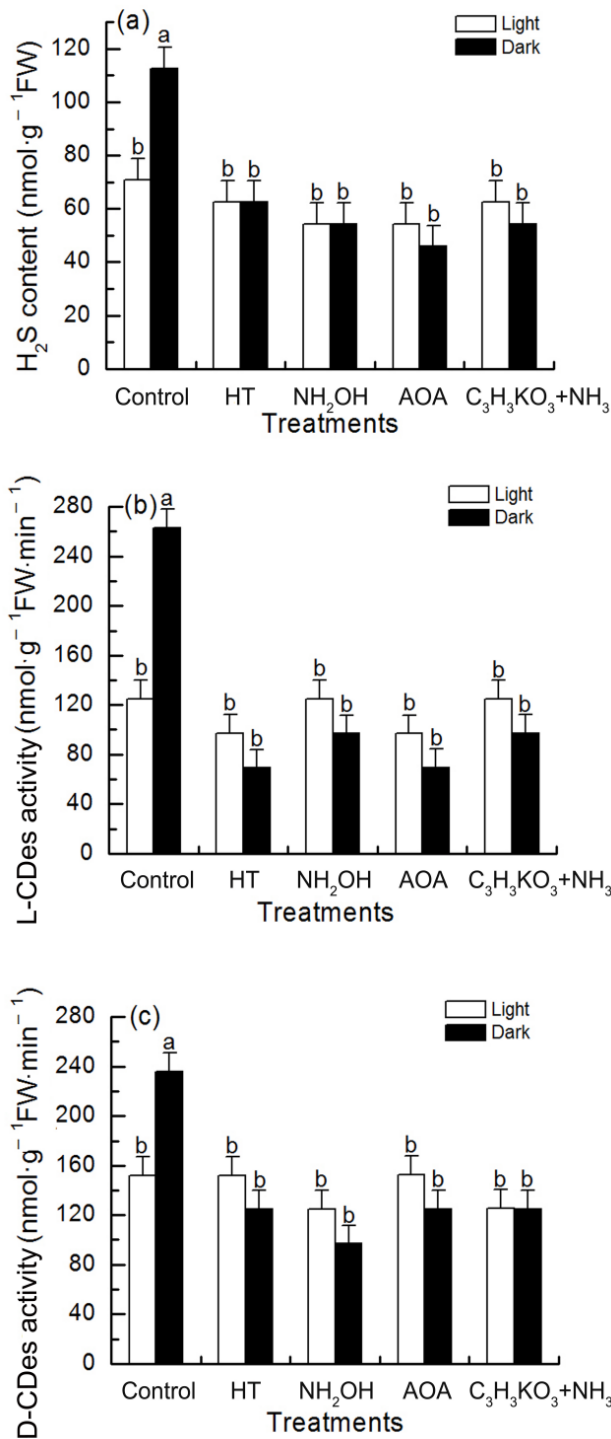 (a)
Light
Dark
H₂S content (nmol·g⁻ ¹FW)
120
100
80
60
40
20
0
b a b b b b b b b b
Control HT NH₂OH AOA C₃H₃KO₃+NH₃
Treatments
(b)
Light
Dark
L-CDes activity (nmol·g⁻ ¹FW·min⁻ ¹)
280
240
200
160
120
80
40
0
b a b b b b b b b b
Control HT NH₂OH AOA C₃H₃KO₃+NH₃
Treatments
(c)
Light
Dark
D-CDes activity (nmol·g⁻ ¹FW·min⁻ ¹)
280
240
200
160
120
80
40
0
b a b b b b b b b b
Control HT NH₂OH AOA C₃H₃KO₃+NH₃
Treatments